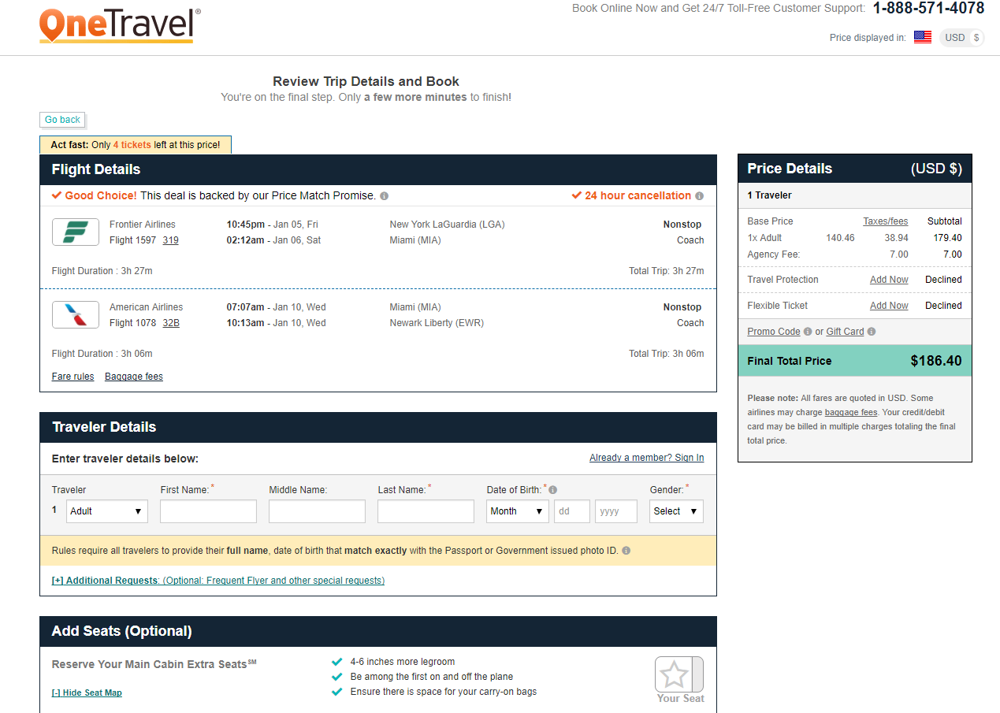 OneTravel®
Book Online Now and Get 24/7 Toll-Free Customer Support: 1-888-571-4078
Price displayed in: USD $
Review Trip Details and Book
You're on the final step. Only a few more minutes to finish!
Go back
Act fast: Only 4 tickets left at this price!
Flight Details
Good Choice! This deal is backed by our Price Match Promise. i 24 hour cancellation i
Frontier Airlines 10:45pm - Jan 05, Fri New York LaGuardia (LGA) Nonstop
Flight 1597 319 02:12am - Jan 06, Sat Miami (MIA) Coach
Flight Duration : 3h 27m Total Trip: 3h 27m
American Airlines 07:07am - Jan 10, Wed Miami (MIA) Nonstop
Flight 1078 32B 10:13am - Jan 10, Wed Newark Liberty (EWR) Coach
Flight Duration : 3h 06m Total Trip: 3h 06m
Fare rules Baggage fees
Price Details (USD $)
1 Traveler
Base Price Taxes/fees Subtotal
1x Adult 140.46 38.94 179.40
Agency Fee: 7.00 7.00
Travel Protection Add Now Declined
Flexible Ticket Add Now Declined
Promo Code i or Gift Card i
Final Total Price $186.40
Please note: All fares are quoted in USD. Some
airlines may charge baggage fees. Your credit/debit
card may be billed in multiple charges totaling the final
total price.
Traveler Details
Enter traveler details below: Already a member? Sign In
Traveler First Name:* Middle Name: Last Name:* Date of Birth:* i Gender:*
1 Adult ▼ Month ▼ dd yyyy Select ▼
Rules require all travelers to provide their full name, date of birth that match exactly with the Passport or Government issued photo ID. i
[+] Additional Requests: (Optional: Frequent Flyer and other special requests)
Add Seats (Optional)
Reserve Your Main Cabin Extra Seats℠
[-] Hide Seat Map
4-6 inches more legroom
Be among the first on and off the plane
Ensure there is space for your carry-on bags
Your Seat